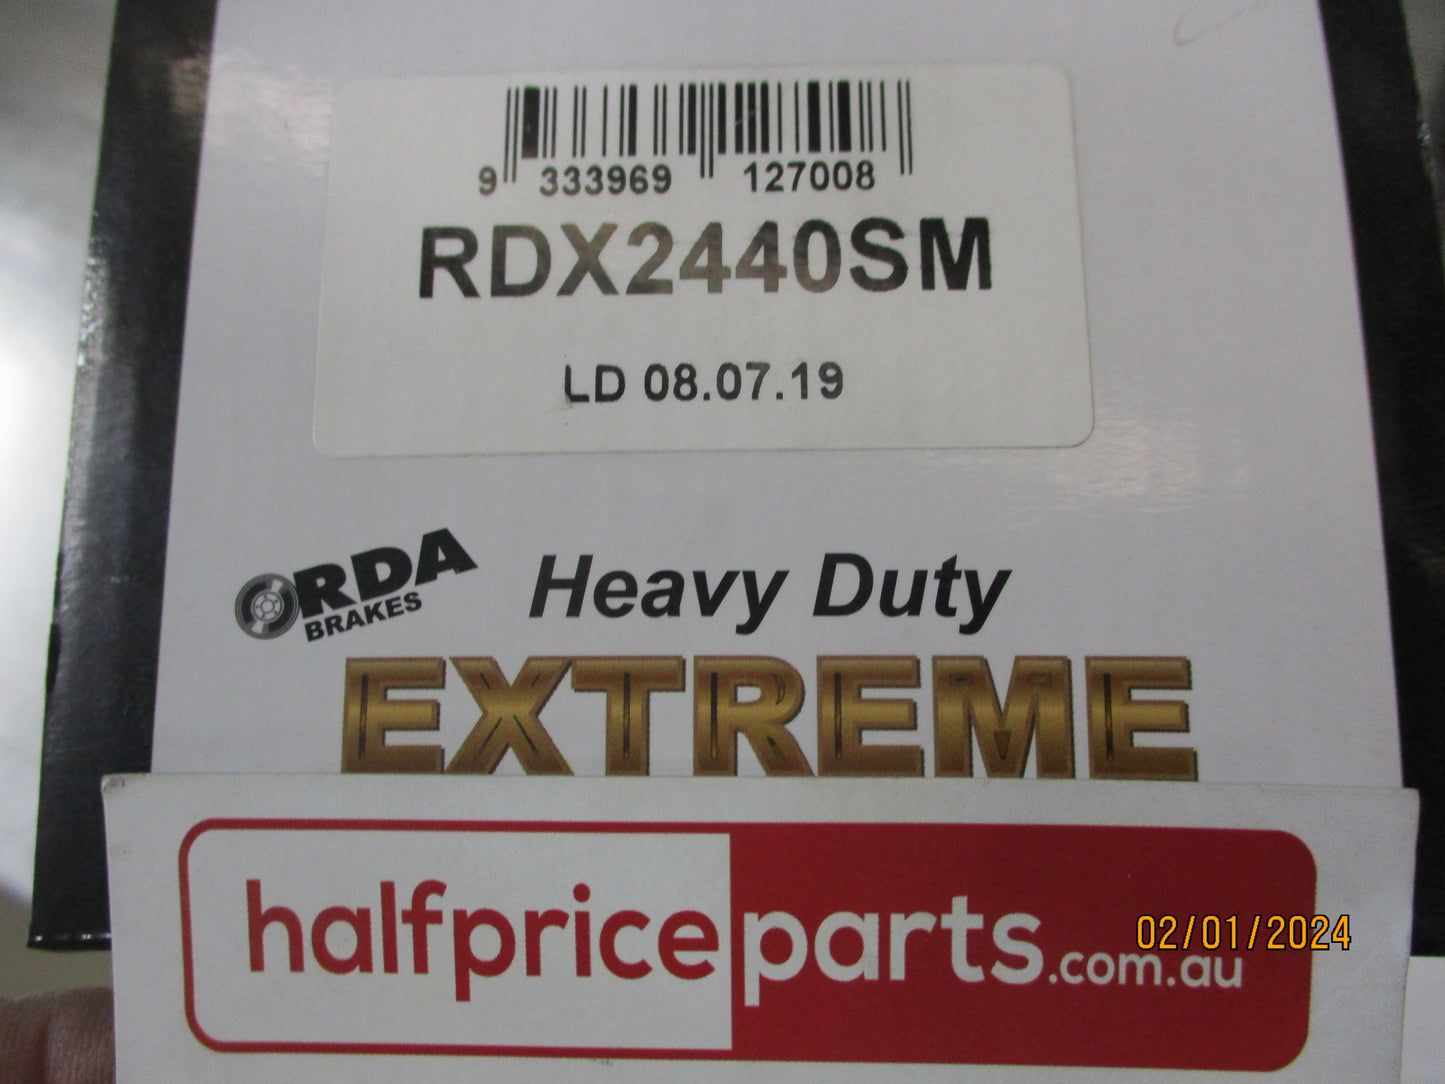 9 333969 127008
RDX2440SM
LD 08.07.19
RDA
BRAKES
Heavy Duty
EXTREME
halfpriceparts.com.au
02/01/2024